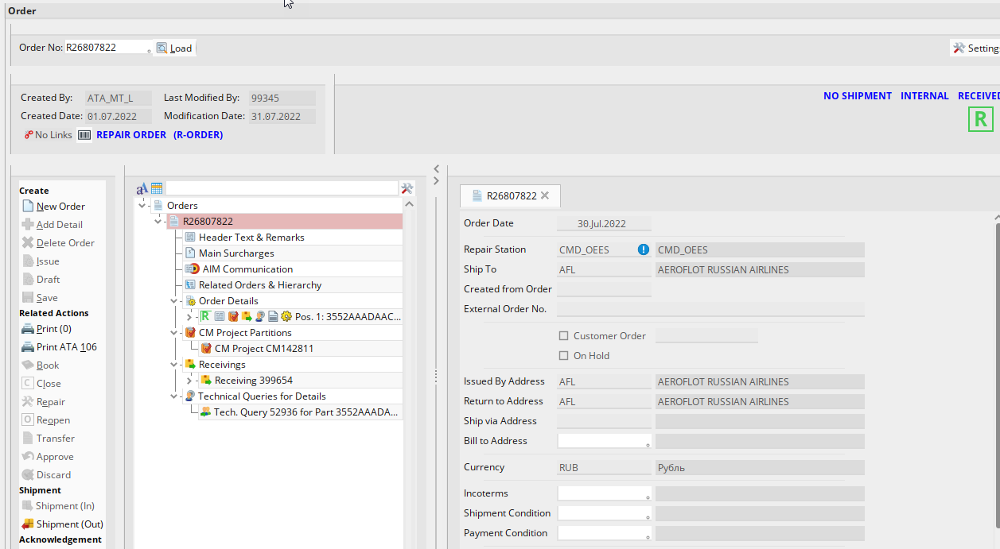 Order
Order No: R26807822 Load
Created By: ATA_MT_L Last Modified By: 99345
Created Date: 01.07.2022 Modification Date: 31.07.2022
No Links REPAIR ORDER (R-ORDER)
NO SHIPMENT INTERNAL
R
Create
New Order
Add Detail
Delete Order
Issue
Draft
Save
Related Actions
Print (0)
Print ATA 106
Book
C Close
Repair
O Reopen
Transfer
Approve
Discard
Shipment
Shipment (In)
Shipment (Out)
Acknowledgement
aA
Orders
R26807822
Header Text & Remarks
Main Surcharges
AIM Communication
Related Orders & Hierarchy
Order Details
R Pos. 1: 3552AAADAAC...
CM Project Partitions
CM Project CM142811
Receivings
Receiving 399654
Technical Queries for Details
Tech. Query 52936 for Part 3552AAADA...
R26807822
Order Date 30.Jul.2022
Repair Station CMD_OEES CMD_OEES
Ship To AFL AEROFLOT RUSSIAN AIRLINES
Created from Order
External Order No.
Customer Order
On Hold
Issued By Address AFL AEROFLOT RUSSIAN AIRLINES
Return to Address AFL AEROFLOT RUSSIAN AIRLINES
Ship via Address
Bill to Address
Currency RUB Рубль
Incoterms
Shipment Condition
Payment Condition